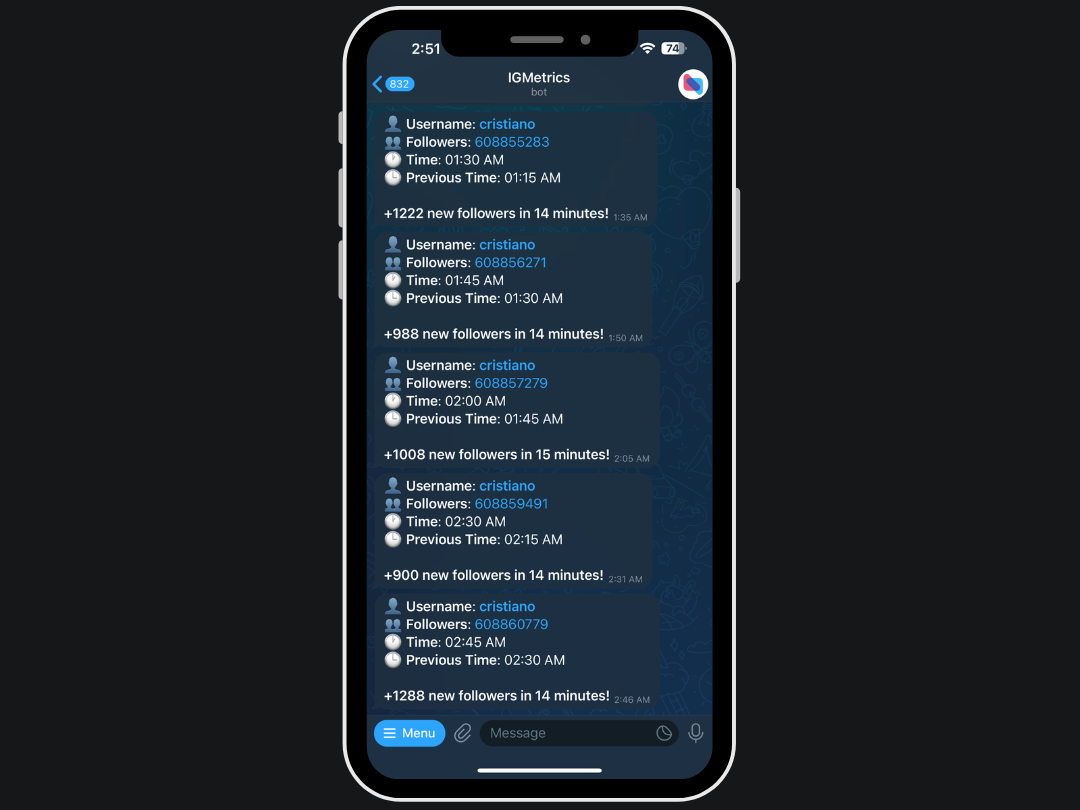 2:51
74
832
IGMetrics
bot
Username: cristiano
Followers: 608855283
Time: 01:30 AM
Previous Time: 01:15 AM
+1222 new followers in 14 minutes! 1:35 AM
Username: cristiano
Followers: 608856271
Time: 01:45 AM
Previous Time: 01:30 AM
+988 new followers in 14 minutes! 1:50 AM
Username: cristiano
Followers: 608857279
Time: 02:00 AM
Previous Time: 01:45 AM
+1008 new followers in 15 minutes! 2:05 AM
Username: cristiano
Followers: 608859491
Time: 02:30 AM
Previous Time: 02:15 AM
+900 new followers in 14 minutes! 2:31 AM
Username: cristiano
Followers: 608860779
Time: 02:45 AM
Previous Time: 02:30 AM
+1288 new followers in 14 minutes! 2:46 AM
Menu
Message